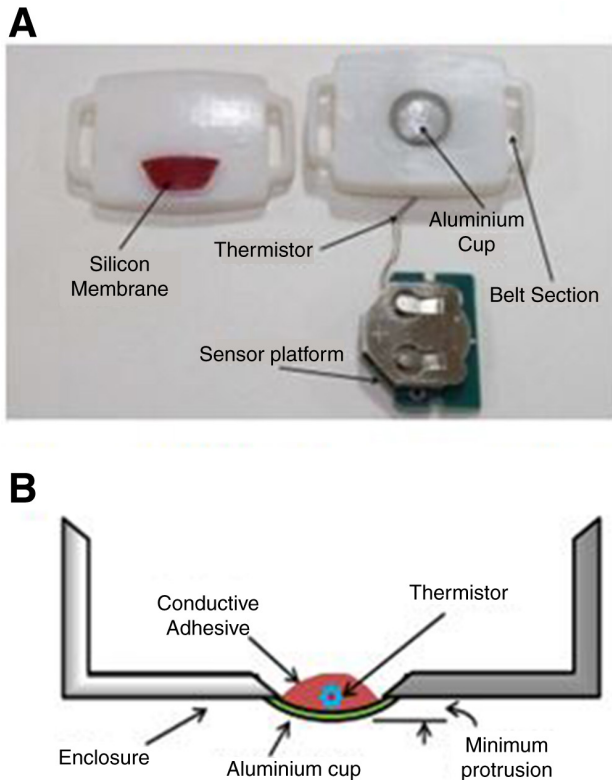 A
Silicon
Membrane
Thermistor
Aluminium
Cup
Belt Section
Sensor platform
B
Conductive
Adhesive
Thermistor
Enclosure
Aluminium cup
Minimum
protrusion